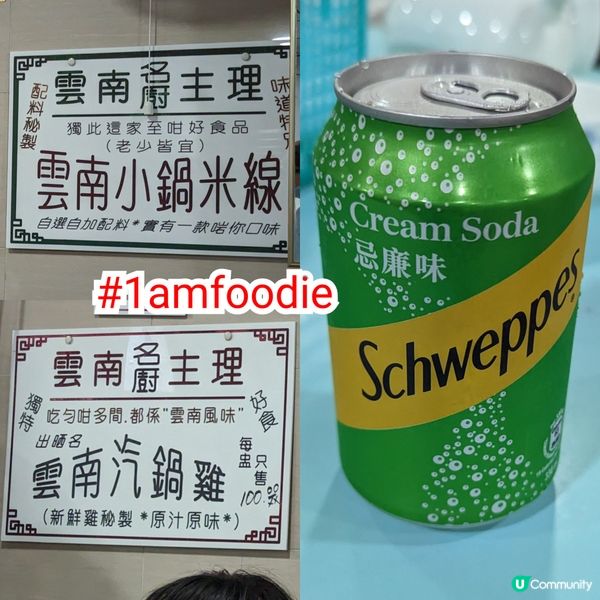 雲南名廚主理
配料秘製
味道特別
獨此這家至咁好食品
(老少皆宜)
雲南小鍋米線
自選自加配料*實有一款啱你口味
#1amfoodie
雲南名廚主理
獨特
好食
吃勻咁多間.都係"雲南風味"
出晒名
雲南汽鍋雞
每盅只售100.
(新鮮雞秘製*原汁原味*)
Cream Soda
忌廉味
Schweppes
U Community